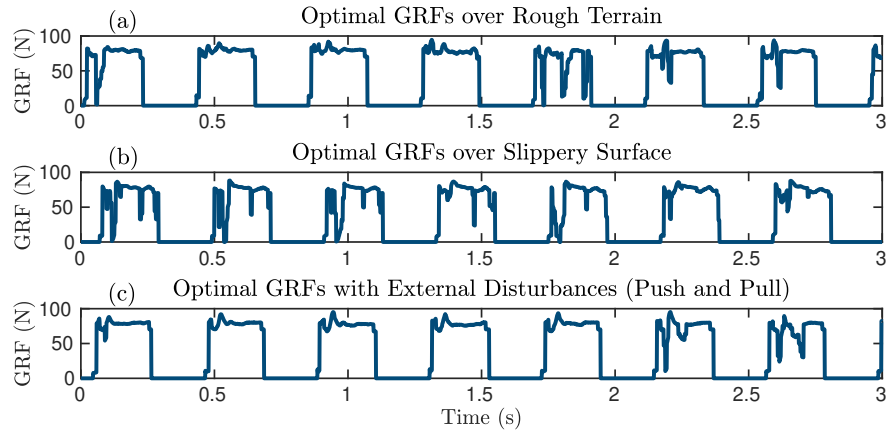 (a) Optimal GRFs over Rough Terrain
GRF (N)
100
50
0
0 0.5 1 1.5 2 2.5 3
(b) Optimal GRFs over Slippery Surface
GRF (N)
100
50
0
0 0.5 1 1.5 2 2.5 3
(c) Optimal GRFs with External Disturbances (Push and Pull)
GRF (N)
100
50
0
0 0.5 1 1.5 2 2.5 3
Time (s)